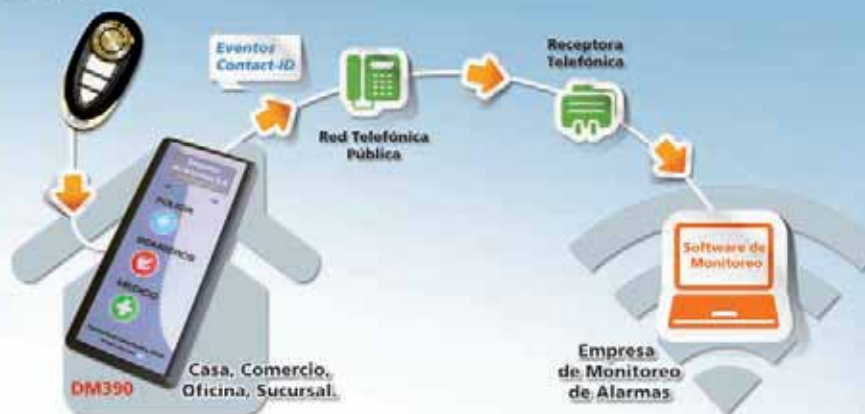 Eventos
Contact-ID
Red Telefónica
Pública
Receptora
Telefónica
Software de
Monitoreo
POLICIA
BOMBEROS
MEDICO
DM390
Casa, Comercio,
Oficina, Sucursal.
Empresa
de Monitoreo
de Alarmas